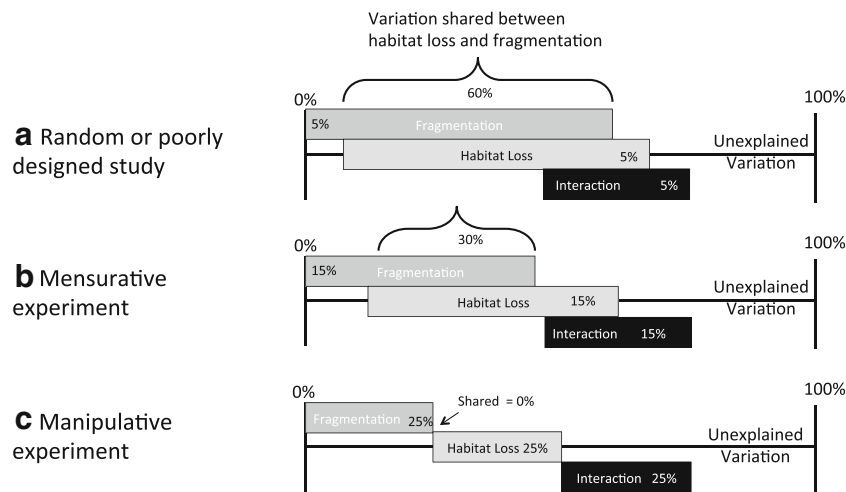 Variation shared between
habitat loss and fragmentation
0%
60%
100%
5%
Fragmentation
a Random or poorly
designed study
Habitat Loss
5%
Unexplained
Variation
Interaction
5%
0%
30%
100%
15%
Fragmentation
b Mensurative
experiment
Habitat Loss
15%
Unexplained
Variation
Interaction
15%
0%
Shared = 0%
100%
Fragmentation
25%
c Manipulative
experiment
Habitat Loss 25%
Unexplained
Variation
Interaction
25%